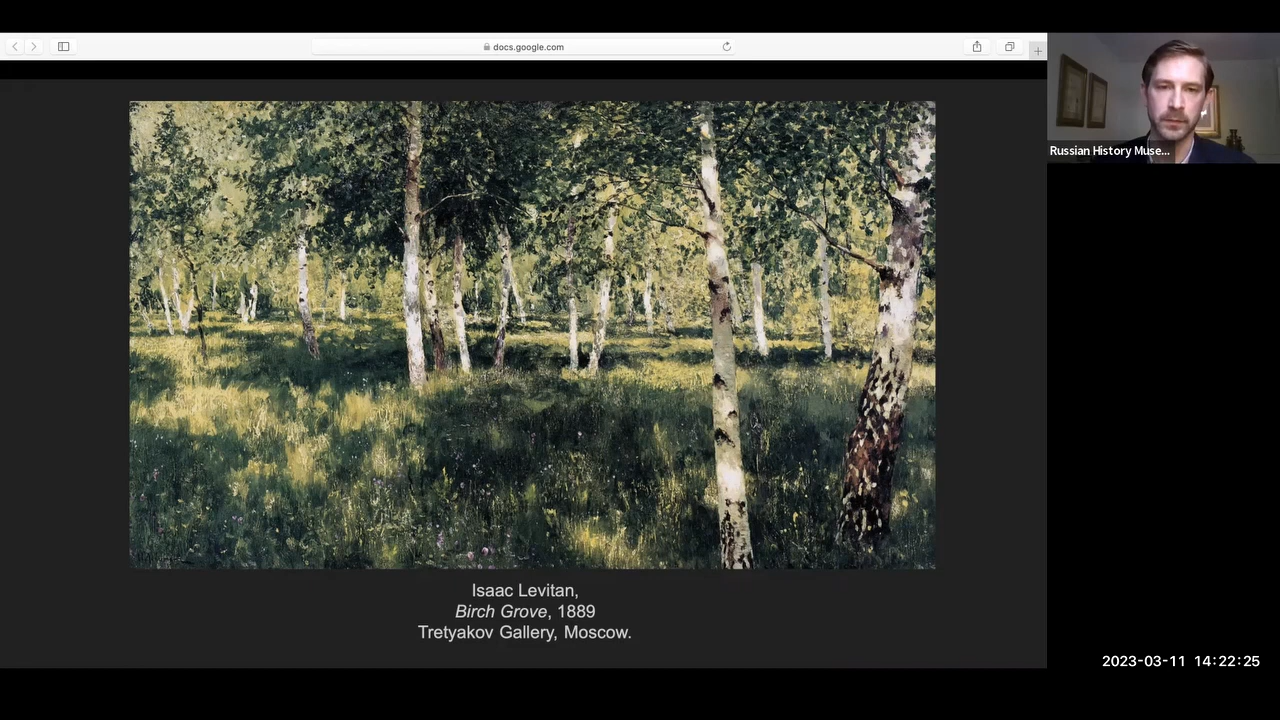 docs.google.com
Russian History Muse...
Isaac Levitan,
Birch Grove, 1889
Tretyakov Gallery, Moscow.
2023-03-11 14:22:25